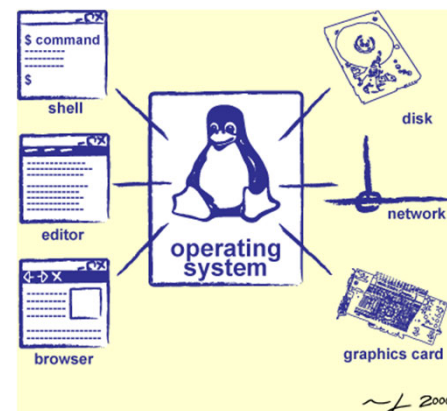 $ command
$
shell
disk
editor
network
operating
system
browser
graphics card